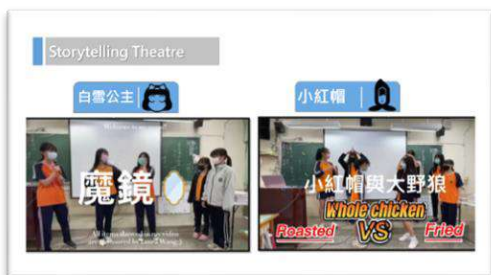 Storytelling Theatre
白雪公主
小紅帽
魔鏡
小紅帽與大野狼
Whole chicken
Roasted VS Fried